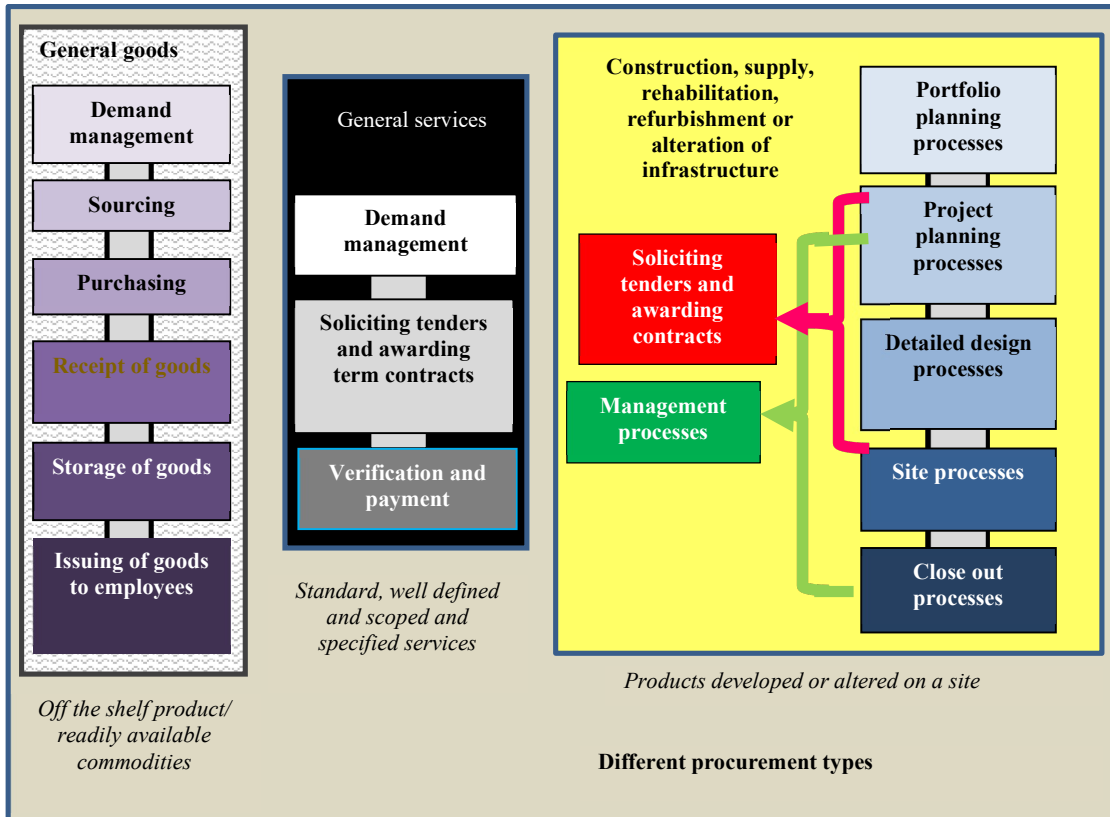 General goods
Demand
management
Sourcing
Purchasing
Receipt of goods
Storage of goods
Issuing of goods
to employees
Off the shelf product/
readily available
commodities
General services
Demand
management
Soliciting tenders
and awarding
term contracts
Verification and
payment
Standard, well defined
and scoped and
specified services
Construction, supply,
rehabilitation,
refurbishment or
alteration of
infrastructure
Soliciting
tenders and
awarding
contracts
Management
processes
Portfolio
planning
processes
Project
planning
processes
Detailed design
processes
Site processes
Close out
processes
Products developed or altered on a site
Different procurement types